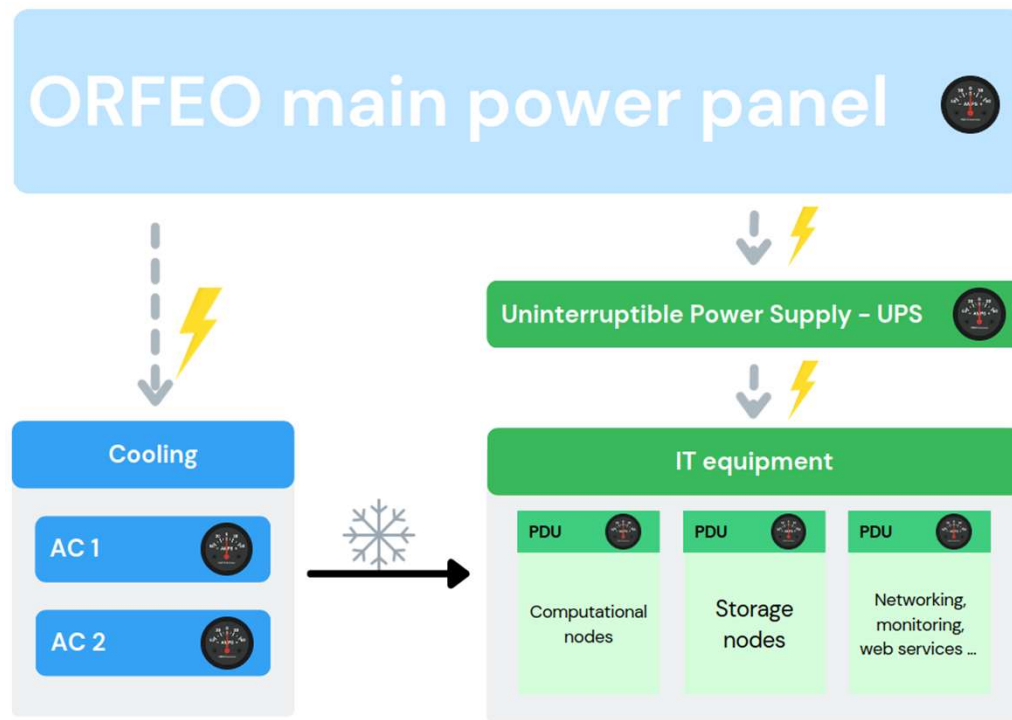 ORFEO main power panel
Uninterruptible Power Supply - UPS
Cooling
AC 1
AC 2
IT equipment
PDU
Computational
nodes
PDU
Storage
nodes
PDU
Networking,
monitoring,
web services ...